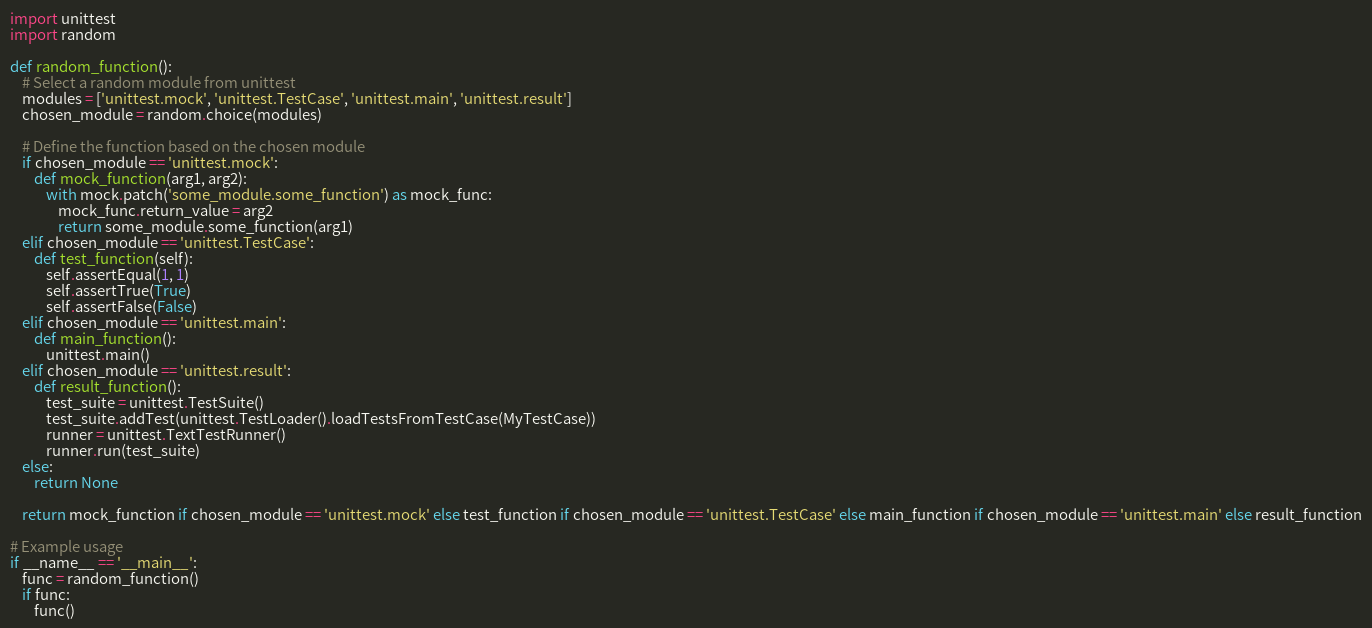 import unittest
import random

def random_function():
    # Select a random module from unittest
    modules = ['unittest.mock', 'unittest.TestCase', 'unittest.main', 'unittest.result']
    chosen_module = random.choice(modules)

    # Define the function based on the chosen module
    if chosen_module == 'unittest.mock':
        def mock_function(arg1, arg2):
            with mock.patch('some_module.some_function') as mock_func:
                mock_func.return_value = arg2
                return some_module.some_function(arg1)
    elif chosen_module == 'unittest.TestCase':
        def test_function(self):
            self.assertEqual(1, 1)
            self.assertTrue(True)
            self.assertFalse(False)
    elif chosen_module == 'unittest.main':
        def main_function():
            unittest.main()
    elif chosen_module == 'unittest.result':
        def result_function():
            test_suite = unittest.TestSuite()
            test_suite.addTest(unittest.TestLoader().loadTestsFromTestCase(MyTestCase))
            runner = unittest.TextTestRunner()
            runner.run(test_suite)
    else:
        return None

    return mock_function if chosen_module == 'unittest.mock' else test_function if chosen_module == 'unittest.TestCase' else main_function if chosen_module == 'unittest.main' else result_function

# Example usage
if __name__ == '__main__':
    func = random_function()
    if func:
        func()